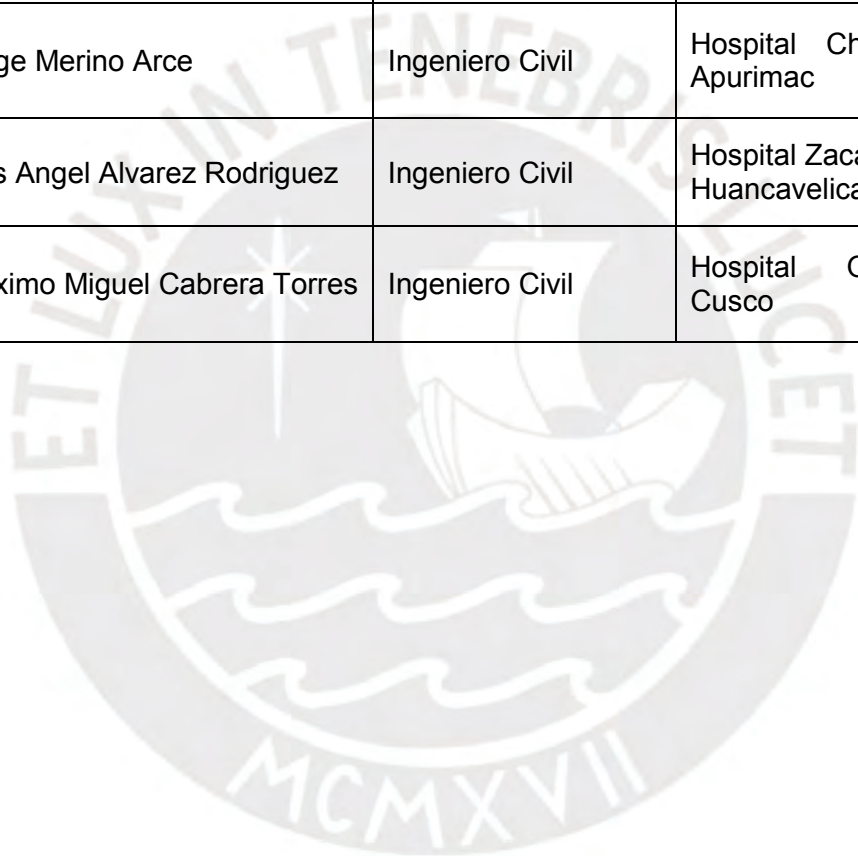 ge Merino Arce
Ingeniero Civil
Hospital Ch
Apurimac
s Angel Alvarez Rodriguez
Ingeniero Civil
Hospital Zaca
Huancavelica
ximo Miguel Cabrera Torres
Ingeniero Civil
Hospital
Cusco
ET LUX IN TENEBRIS LUCET
MCMXVII